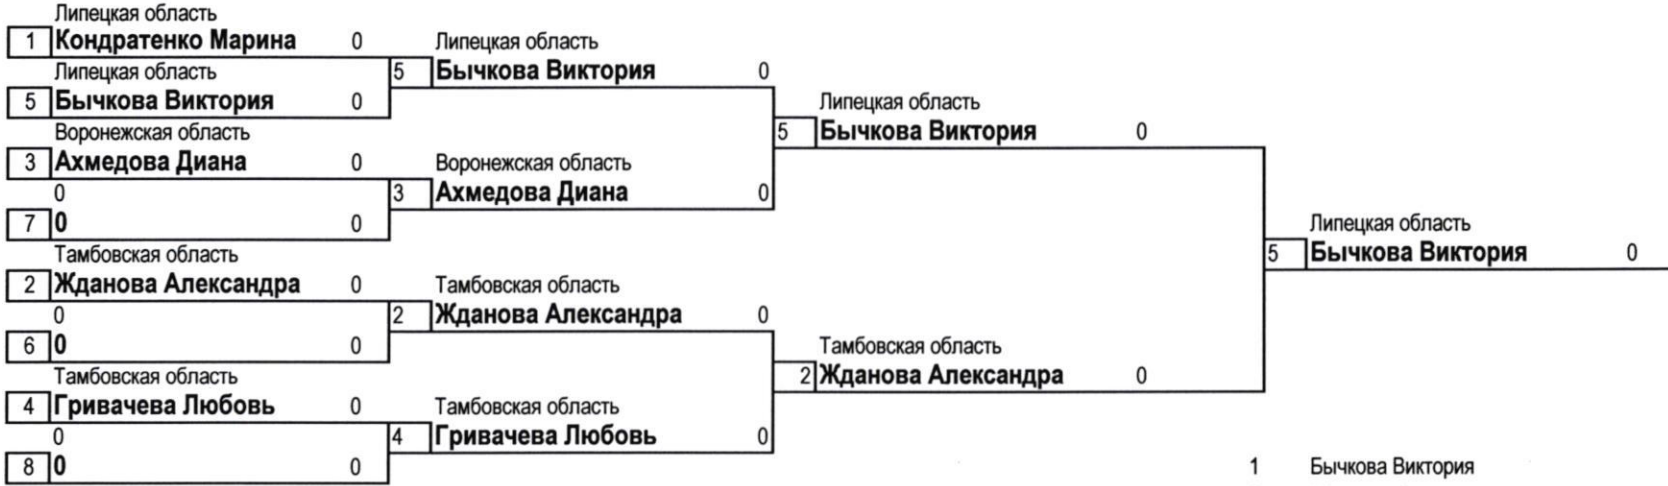 Липецкая область
1 Кондратенко Марина 0
Липецкая область
5 Бычкова Виктория 0
Воронежская область
3 Ахмедова Диана 0
0
7 0 0
Тамбовская область
2 Жданова Александра 0
0
6 0 0
Тамбовская область
4 Гривачева Любовь 0
0
8 0 0
Липецкая область
5 Бычкова Виктория 0
Воронежская область
3 Ахмедова Диана 0
Тамбовская область
2 Жданова Александра 0
Тамбовская область
4 Гривачева Любовь 0
Липецкая область
5 Бычкова Виктория 0
Тамбовская область
2 Жданова Александра 0
Липецкая область
5 Бычкова Виктория 0
1 Бычкова Виктория